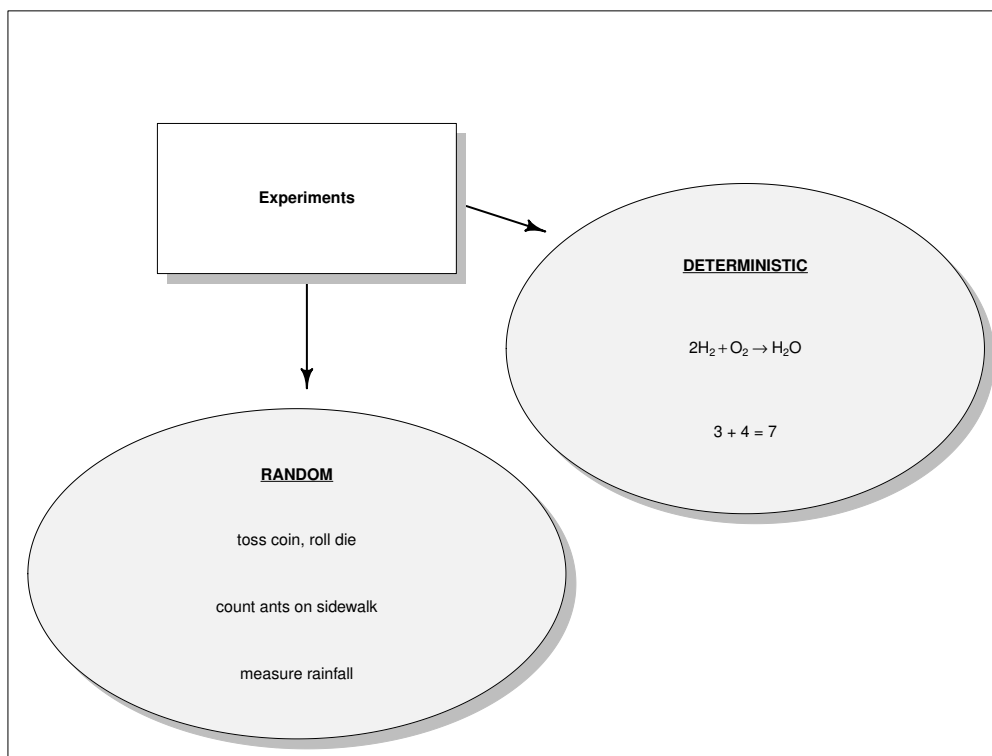 Experiments
DETERMINISTIC
2H₂ + O₂ → H₂O
3 + 4 = 7
RANDOM
toss coin, roll die
count ants on sidewalk
measure rainfall